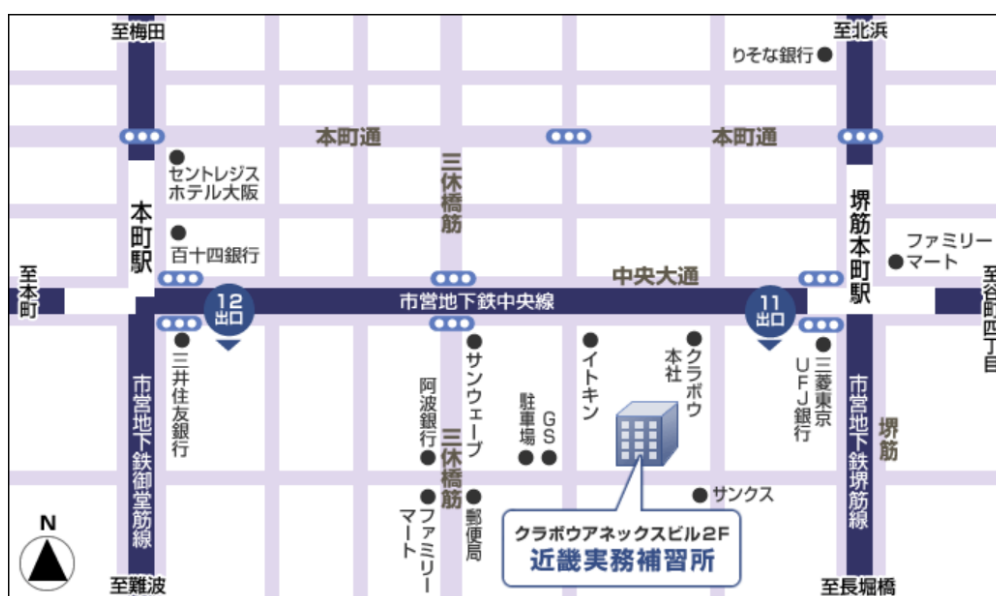 至梅田
至北浜
りそな銀行
本町通
本町通
セントレジス
ホテル大阪
三休橋筋
本町駅
堺筋本町駅
百十四銀行
ファミリー
マート
中央大通
至本町
至谷町四丁目
市営地下鉄中央線
12
出口
11
出口
三井住友銀行
サンウェーブ
イトキン
クラボウ
本社
三菱東京
UFJ銀行
阿波銀行
駐車場
GS
市営地下鉄御堂筋線
三休橋筋
市営地下鉄堺筋線
堺筋
サンクス
ファミリー
マート
郵便局
クラボウアネックスビル2F
近畿実務補習所
N
至難波
至長堀橋